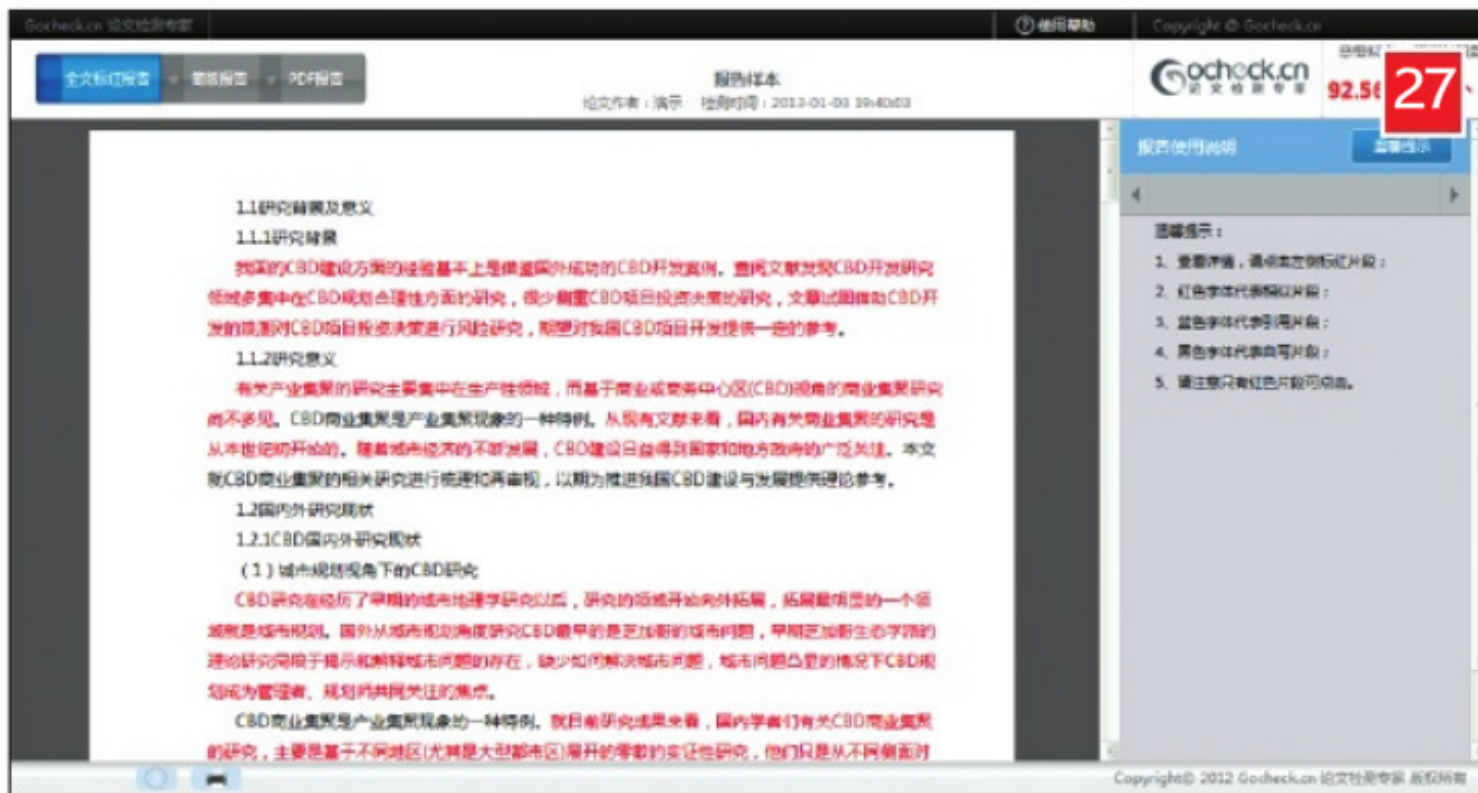 Gocheck.cn 论文检测专家
使用帮助
Copyright @ Gocheck.cn
全文标红报告
简版报告
PDF报告
报告样本
论文作者：演示 检测时间：2013-01-03 19:40:03
Gocheck.cn
论文检测专家
92.56
27
报告使用说明
温馨提示
1.1研究背景及意义
1.1.1研究背景
我国的CBD建设方面的经验基本上是借鉴国外成功的CBD开发案例。查阅文献发现CBD开发研究
领域多集中在CBD规划合理性方面的研究，很少侧重CBD项目投资决策的研究，文章试图借助CBD开
发的视图对CBD项目投资决策进行风险研究，期望对我国CBD项目开发提供一定的参考。
1.1.2研究意义
有关产业集聚的研究主要集中在生产性领域，而基于商业或商务中心区(CBD)视角的商业集聚研究
尚不多见。CBD商业集聚是产业集聚现象的一种特例。从现有文献来看，国内有关商业集聚的研究是
从本世纪初开始的。随着城市经济的不断发展，CBD建设日益得到国家和地方政府的广泛关注。本文
就CBD商业集聚的相关研究进行梳理和再审视，以期为推进我国CBD建设与发展提供理论参考。
1.2国内外研究现状
1.2.1CBD国内外研究现状
（1）城市规划视角下的CBD研究
CBD研究在经历了早期的城市地理学研究以后，研究的领域开始向外拓展，拓展最明显的一个领
域就是城市规划。国外从城市规划角度研究CBD最早的是芝加哥的城市问题，早期芝加哥生态学派的
理论研究局限于揭示和解释城市问题的存在，缺少如何解决城市问题，城市问题凸显的情况下CBD规
划成为管理者、规划师共同关注的焦点。
CBD商业集聚是产业集聚现象的一种特例。就目前研究成果来看，国内学者们有关CBD商业集聚
的研究，主要是基于不同地区(尤其是大型都市区)展开的零散的实证性研究，他们只是从不同侧面对
温馨提示：
1、查看详情，请点击左侧标红片段；
2、红色字体代表相似片段；
3、蓝色字体代表引用片段；
4、黑色字体代表自写片段；
5、请注意只有红色片段可点击。
Copyright© 2012 Gocheck.cn 论文检测专家 版权所有